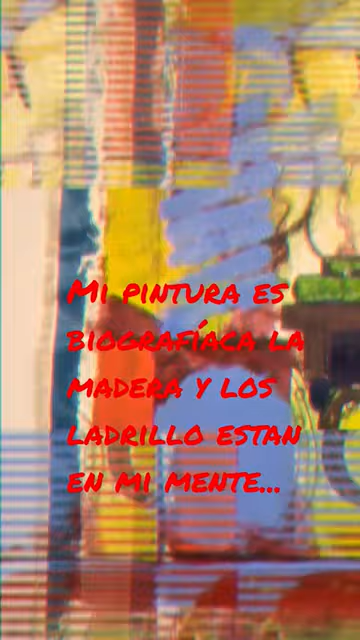 Mi pintura es
biografíaca la
madera y los
ladrillo estan
en mi mente...